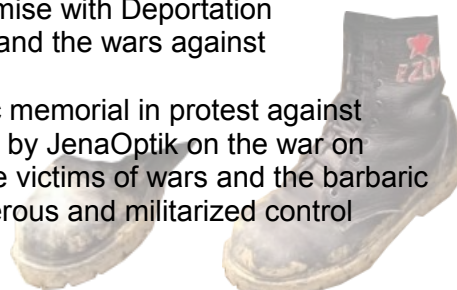 mise with Deportation
and the wars against
c memorial in protest against
by JenaOptik on the war on
e victims of wars and the barbaric
erous and militarized control